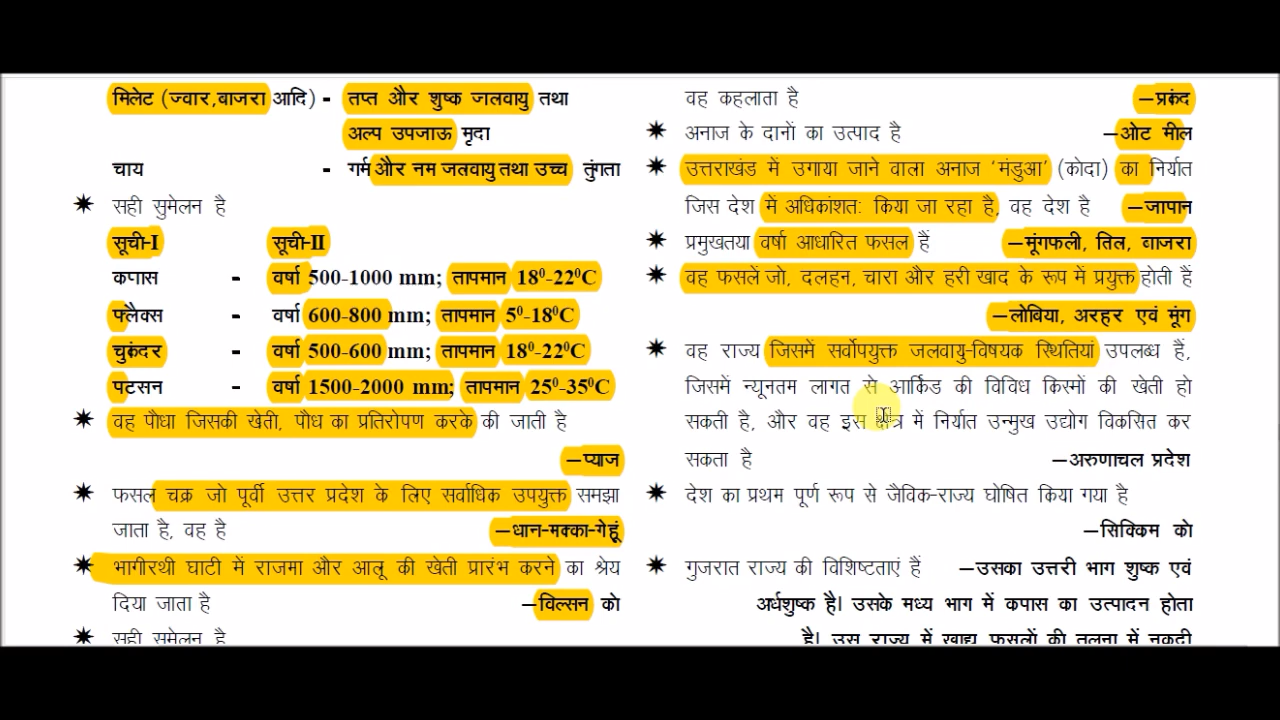 मिलेट (ज्वार,बाजरा आदि) - तप्त और शुष्क जलवायु तथा
अल्प उपजाऊ मृदा
चाय - गर्म और नम जलवायु तथा उच्च तुंगता
✷ सही सुमेलन है
सूची-I सूची-II
कपास - वर्षा 500-1000 mm; तापमान 18⁰-22⁰C
फ्लैक्स - वर्षा 600-800 mm; तापमान 5⁰-18⁰C
चुकंदर - वर्षा 500-600 mm; तापमान 18⁰-22⁰C
पटसन - वर्षा 1500-2000 mm; तापमान 25⁰-35⁰C
✷ वह पौधा जिसकी खेती, पौध का प्रतिरोपण करके की जाती है
–प्याज
✷ फसल चक्र जो पूर्वी उत्तर प्रदेश के लिए सर्वाधिक उपयुक्त समझा
जाता है, वह है –धान-मक्का-गेहूं
✷ भागीरथी घाटी में राजमा और आलू की खेती प्रारंभ करने का श्रेय
दिया जाता है –विल्सन को
✷ सही सुमेलन है
वह कहलाता है –प्रकंद
✷ अनाज के दानों का उत्पाद है –ओट मील
✷ उत्तराखंड में उगाया जाने वाला अनाज ‘मंडुआ’ (कोदा) का निर्यात
जिस देश में अधिकांशतः किया जा रहा है, वह देश है –जापान
✷ प्रमुखतया वर्षा आधारित फसल हैं –मूंगफली, तिल, बाजरा
✷ वह फसलें जो, दलहन, चारा और हरी खाद के रूप में प्रयुक्त होती हैं
–लोविया, अरहर एवं मूंग
✷ वह राज्य जिसमें सर्वोपयुक्त जलवायु-विषयक स्थितियां उपलब्ध हैं,
जिसमें न्यूनतम लागत से आर्किड की विविध किस्मों की खेती हो
सकती है, और वह इस क्षेत्र में निर्यात उन्मुख उद्योग विकसित कर
सकता है –अरुणाचल प्रदेश
✷ देश का प्रथम पूर्ण रूप से जैविक-राज्य घोषित किया गया है
–सिक्किम को
✷ गुजरात राज्य की विशिष्टताएं हैं –उसका उत्तरी भाग शुष्क एवं
अर्धशुष्क है। उसके मध्य भाग में कपास का उत्पादन होता
है। उस राज्य में खाद्य फसलों की तुलना में नकदी